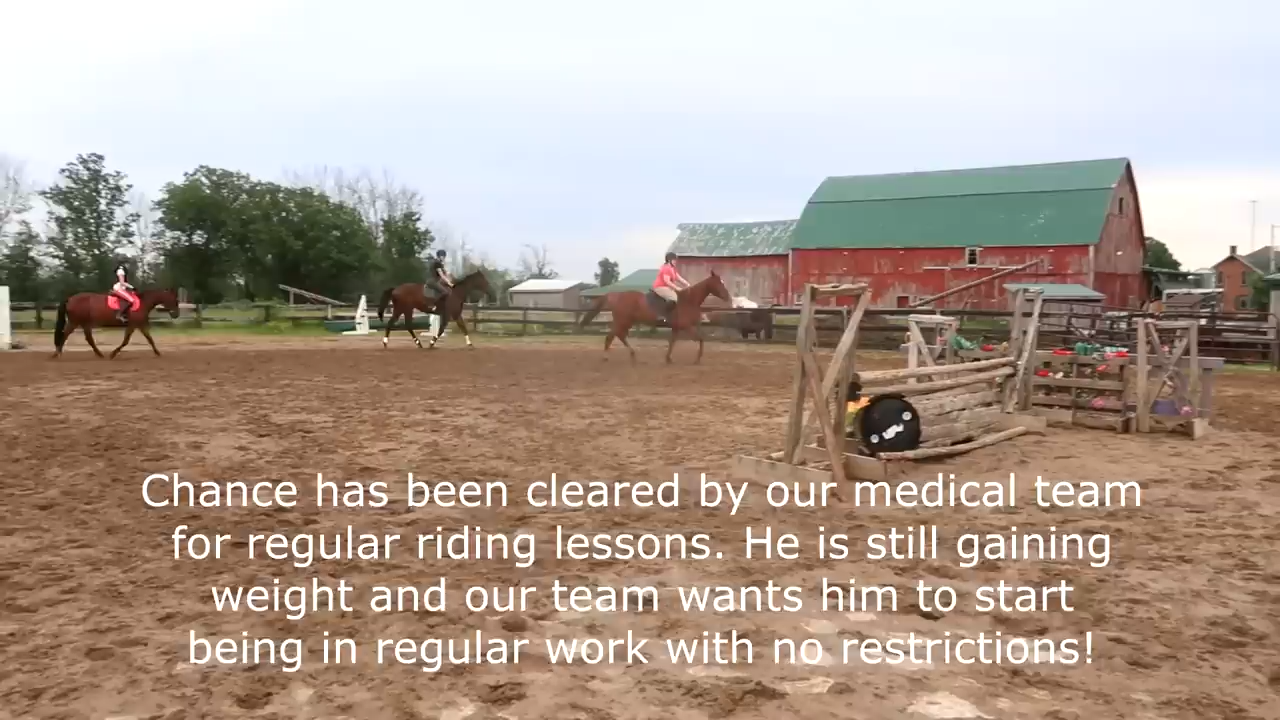 Chance has been cleared by our medical team
for regular riding lessons. He is still gaining
weight and our team wants him to start
being in regular work with no restrictions!